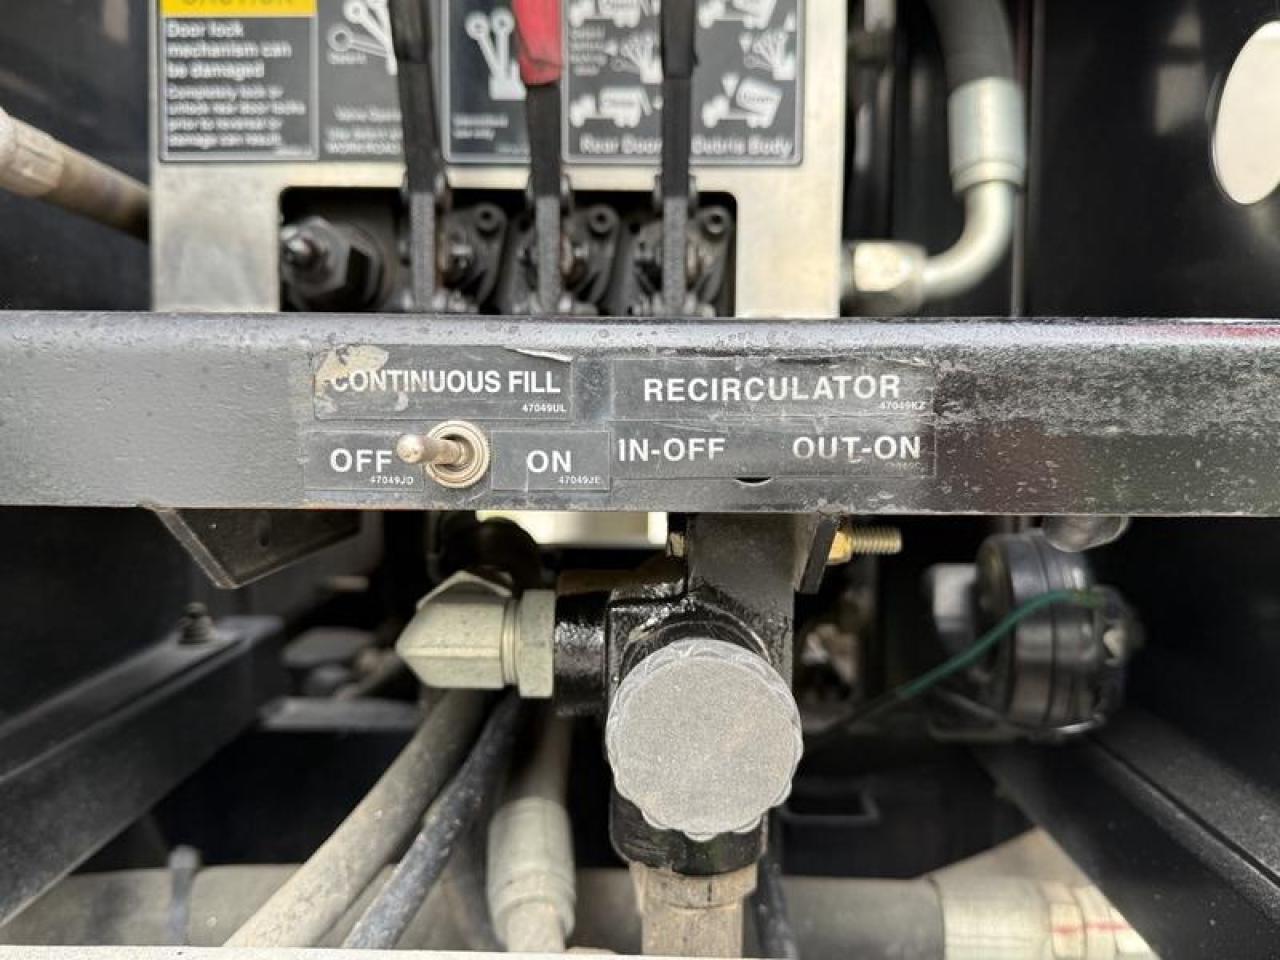 CAUTION
Door lock
mechanism can
be damaged
Completely lock or
unlock rear door locks
prior to reversal or
damage can result.
Rear Door
Debris Body
CONTINUOUS FILL
47049UL
RECIRCULATOR
47049KZ
OFF
47049JD
ON
47049JE
IN-OFF
OUT-ON